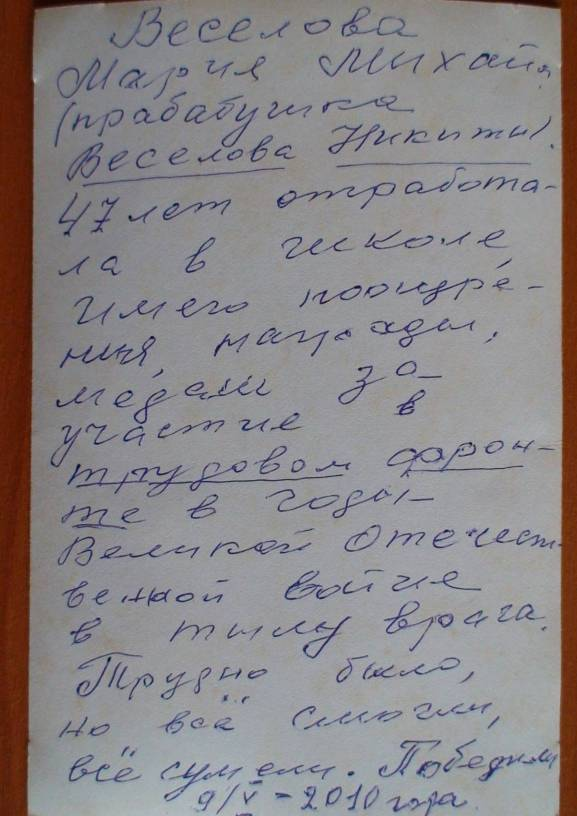 Веселова
Мария Михайл.
(прабабушка
Веселова Никиты).
47 лет отработа-
ла в школе,
имею поощре-
ния, награды,
медали за
участие в
трудовом фрон-
те в годы
Великой Отечест-
венной войне
в тылу врага.
Трудно было,
но всё смогли,
всё сумели. Победили
9/V - 2010 года.